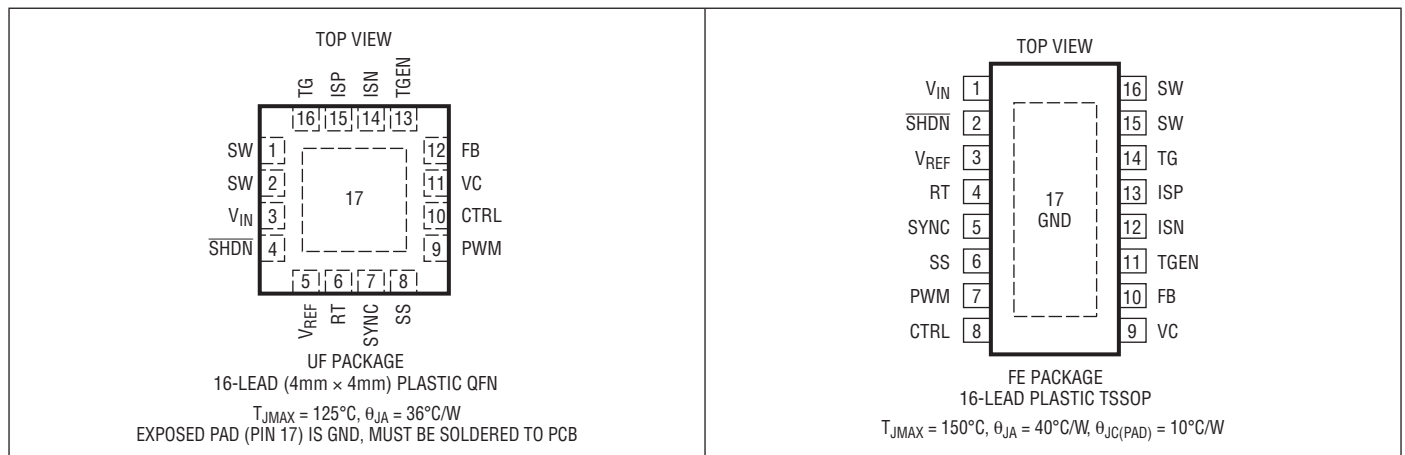 TOP VIEW
TG ISP ISN TGEN
16 15 14 13
SW 1 12 FB
SW 2 11 VC
VIN 3 10 CTRL
SHDN 4 9 PWM
17
5 6 7 8
VREF RT SYNC SS
UF PACKAGE
16-LEAD (4mm × 4mm) PLASTIC QFN
TJMAX = 125°C, θJA = 36°C/W
EXPOSED PAD (PIN 17) IS GND, MUST BE SOLDERED TO PCB
TOP VIEW
VIN 1 16 SW
SHDN 2 15 SW
VREF 3 14 TG
RT 4 13 ISP
SYNC 5 12 ISN
SS 6 11 TGEN
PWM 7 10 FB
CTRL 8 9 VC
17
GND
FE PACKAGE
16-LEAD PLASTIC TSSOP
TJMAX = 150°C, θJA = 40°C/W, θJC(PAD) = 10°C/W